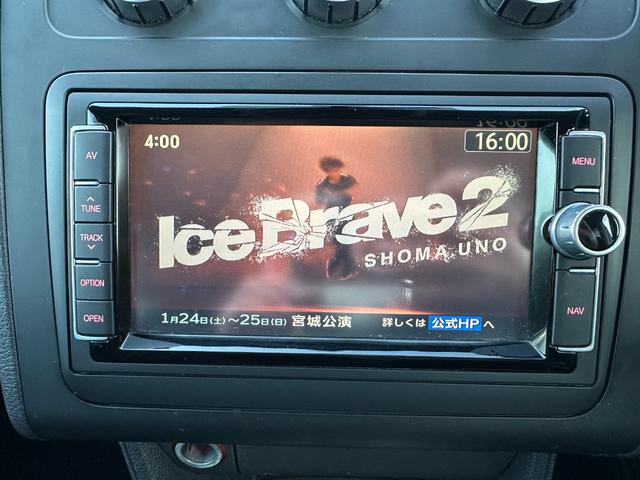 AV
TUNE
TRACK
OPTION
OPEN
4:00
16:00
Ice Brave 2
SHOMA UNO
1月24日(土)～25日(日) 宮城公演 詳しくは 公式HP へ
MENU
NAV